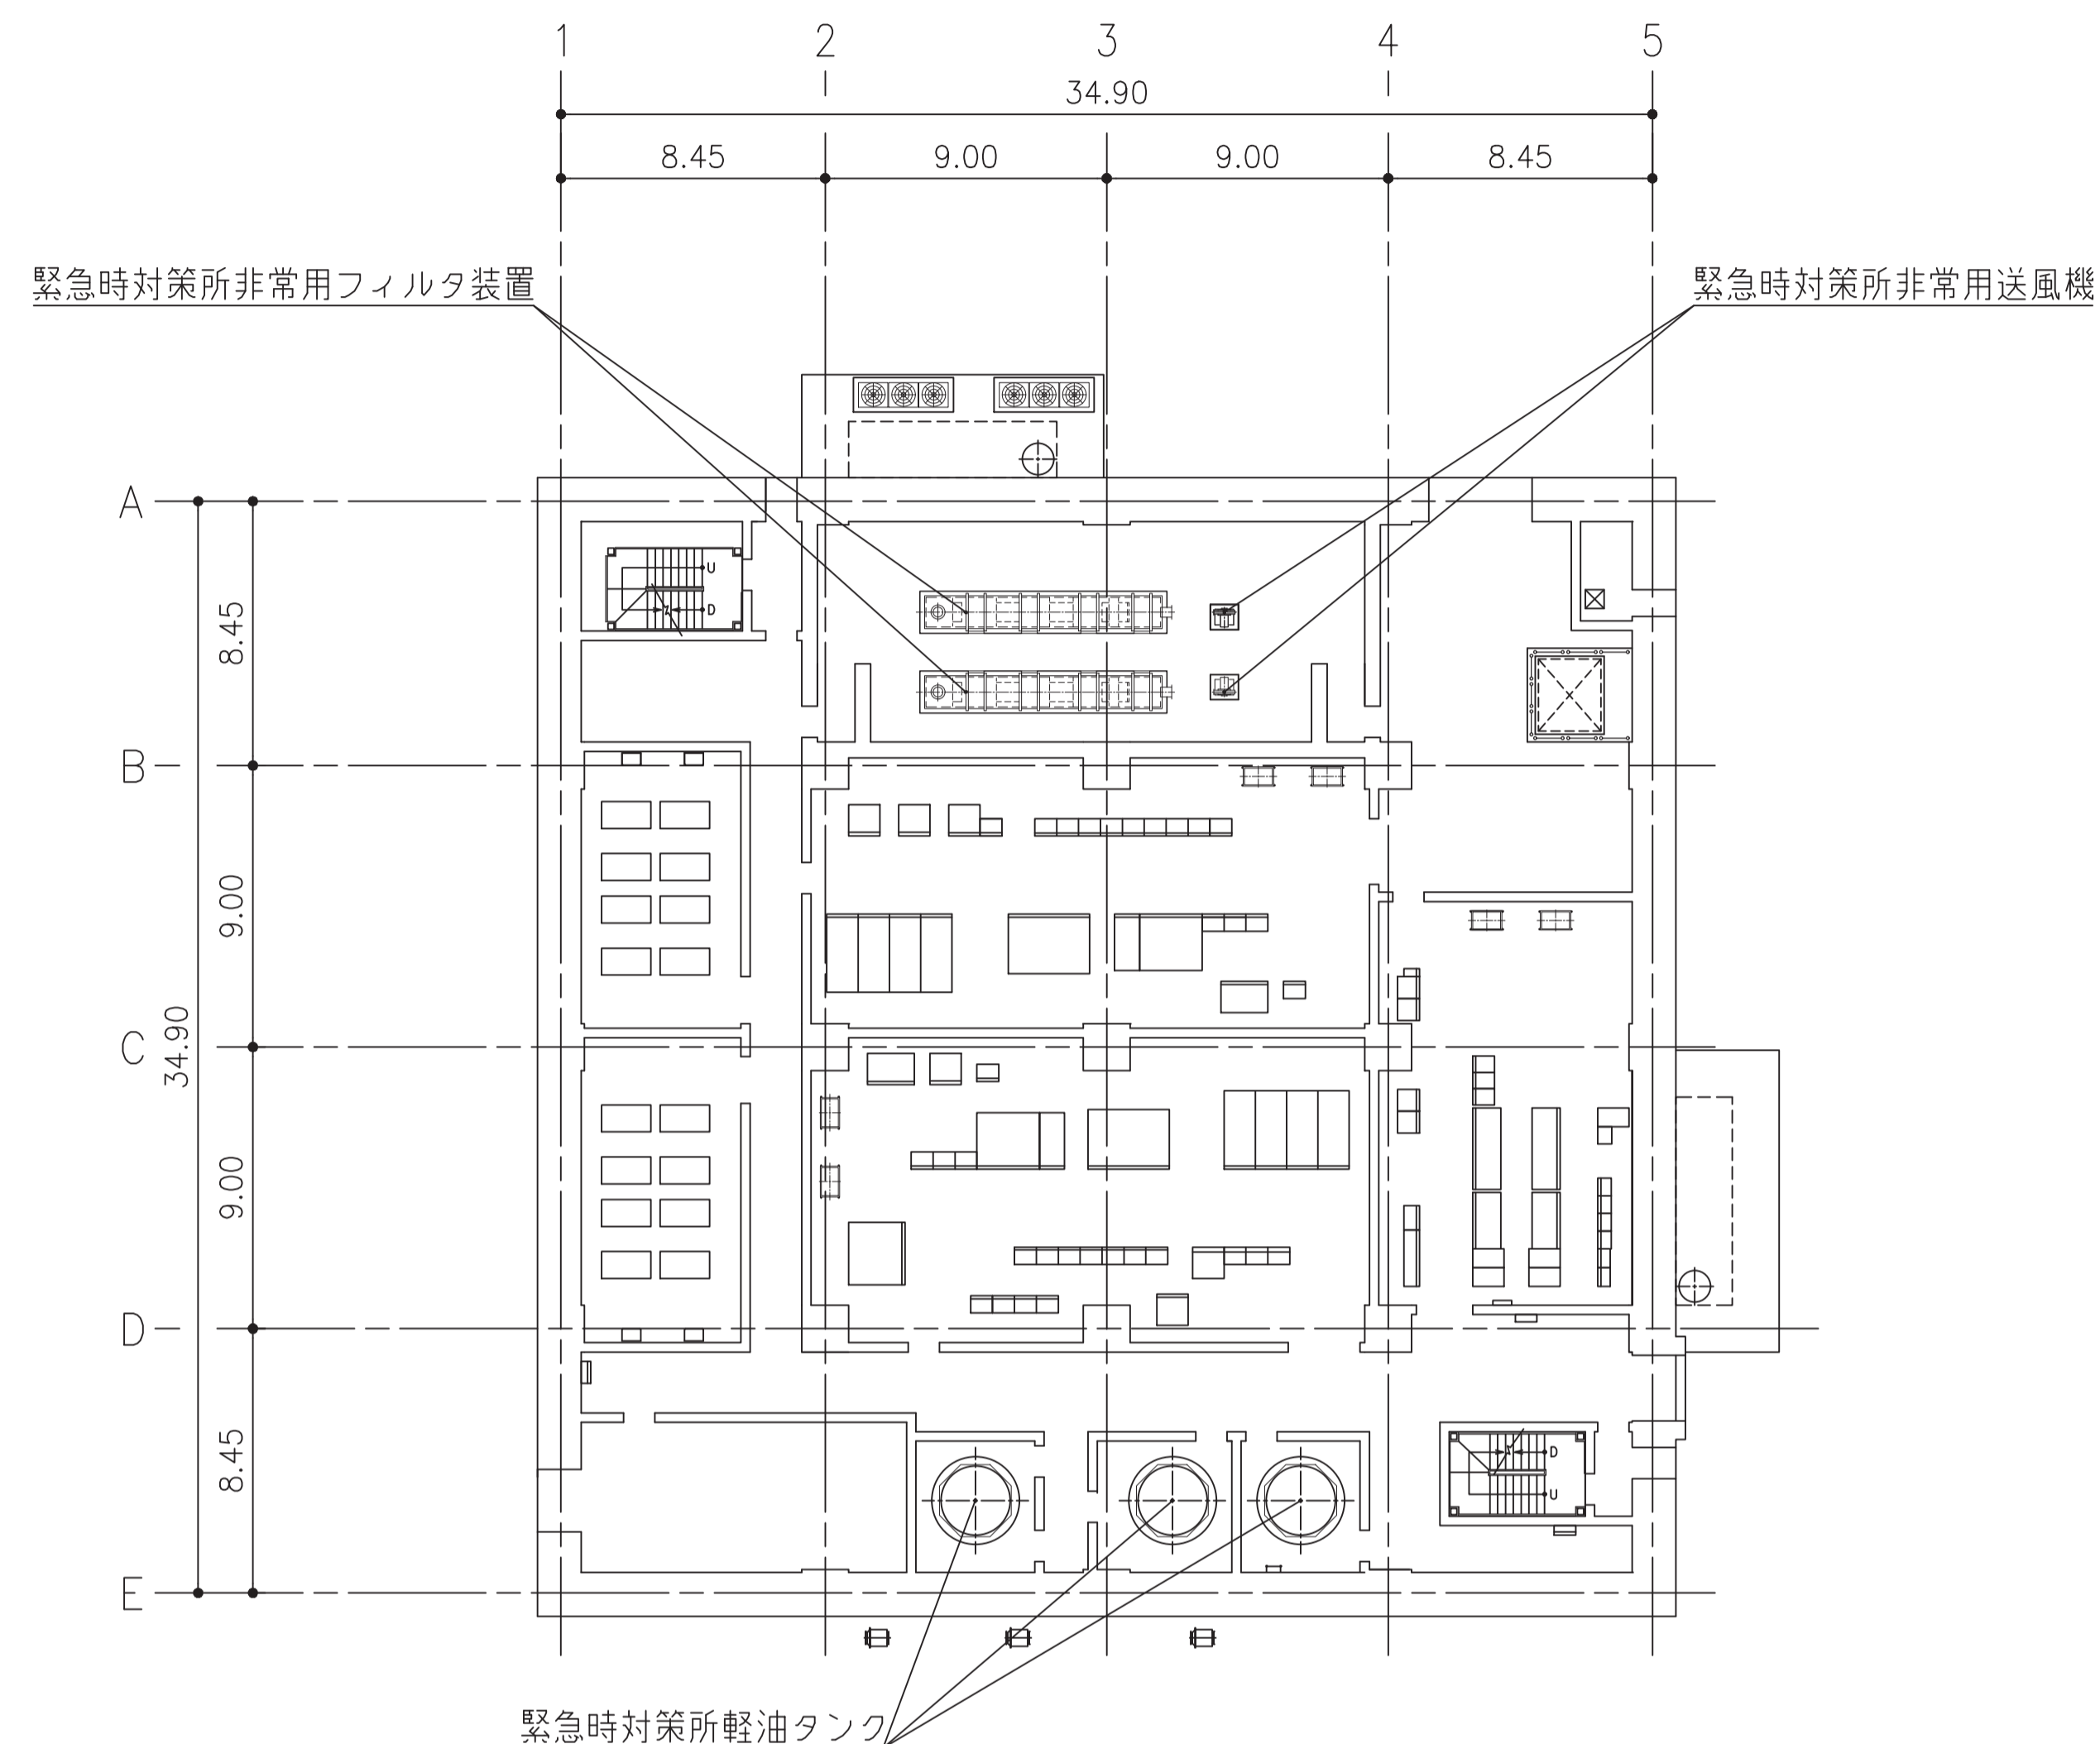 1 2 3 4 5
34.90
8.45 9.00 9.00 8.45
緊急時対策所非常用フィルタ装置
緊急時対策所非常用送風機
A
B
C
D
E
8.45
9.00
34.90
9.00
8.45
U
D
D
U
緊急時対策所軽油タンク